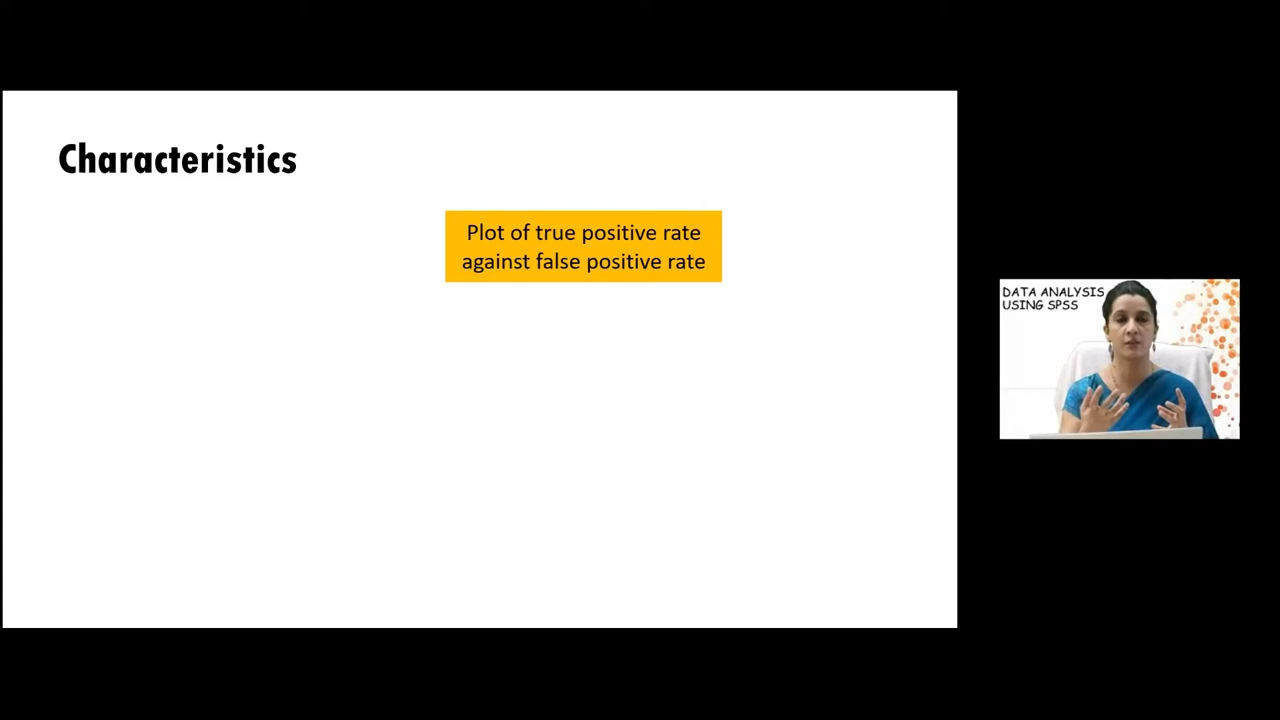 Characteristics
Plot of true positive rate
against false positive rate
DATA ANALYSIS
USING SPSS